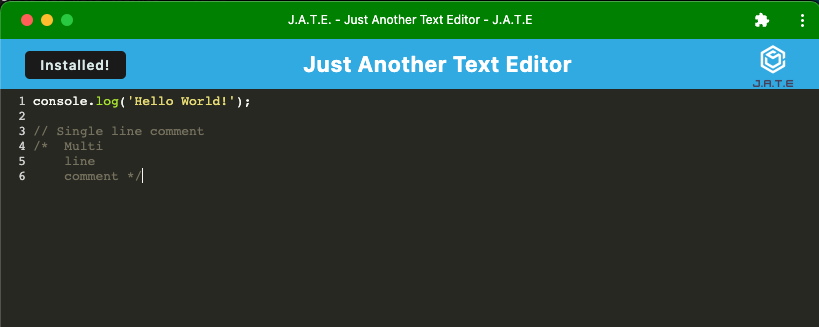 J.A.T.E. - Just Another Text Editor - J.A.T.E
Installed!
Just Another Text Editor
J.A.T.E
1 console.log('Hello World!');
2
3 // Single line comment
4 /*  Multi
5     line
6     comment */